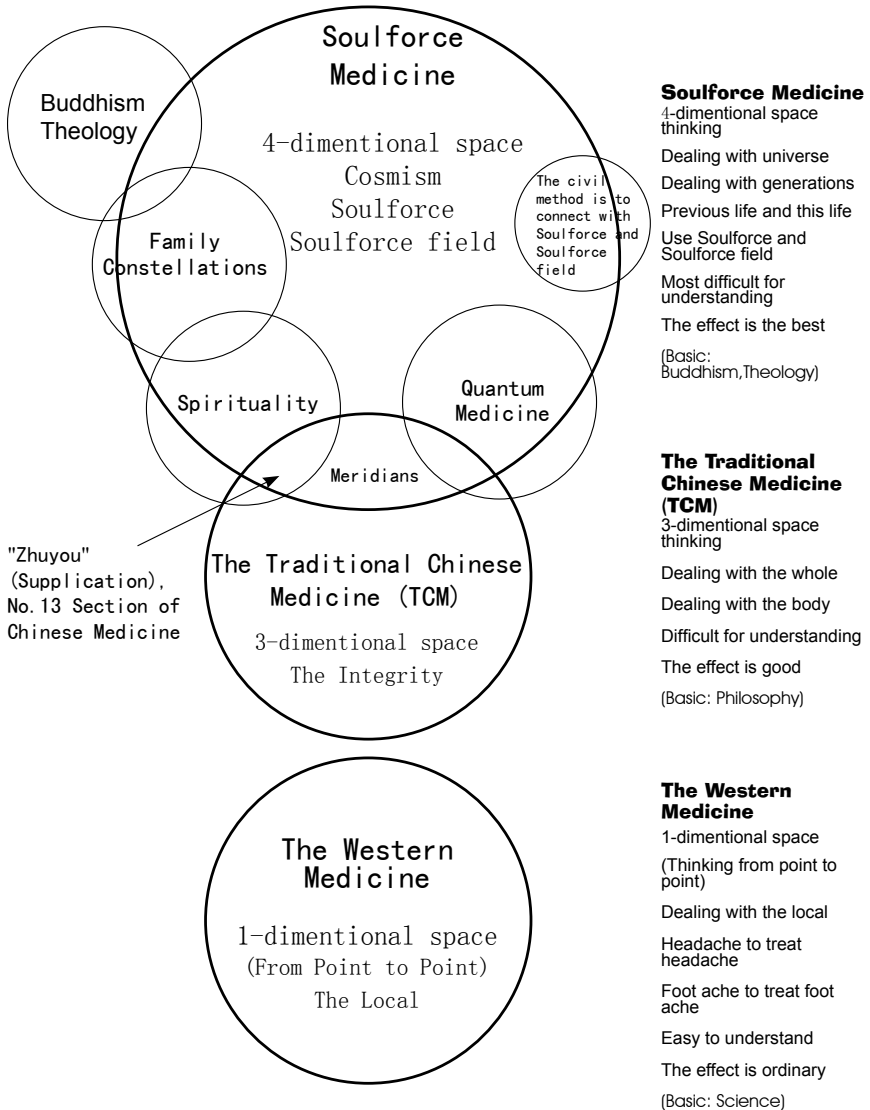 Soulforce
Medicine
Buddhism
Theology
4-dimentional space
Cosmism
Soulforce
Soulforce field
The civil
method is to
connect with
Soulforce and
Soulforce
field
Family
Constellations
Spirituality
Quantum
Medicine
Meridians
"Zhuyou"
(Supplication),
No.13 Section of
Chinese Medicine
The Traditional Chinese
Medicine (TCM)
3-dimentional space
The Integrity
The Western
Medicine
1-dimentional space
(From Point to Point)
The Local
Soulforce Medicine
4-dimentional space
thinking
Dealing with universe
Dealing with generations
Previous life and this life
Use Soulforce and
Soulforce field
Most difficult for
understanding
The effect is the best
(Basic:
Buddhism,Theology)
The Traditional
Chinese Medicine
(TCM)
3-dimentional space
thinking
Dealing with the whole
Dealing with the body
Difficult for understanding
The effect is good
(Basic: Philosophy)
The Western
Medicine
1-dimentional space
(Thinking from point to
point)
Dealing with the local
Headache to treat
headache
Foot ache to treat foot
ache
Easy to understand
The effect is ordinary
(Basic: Science)